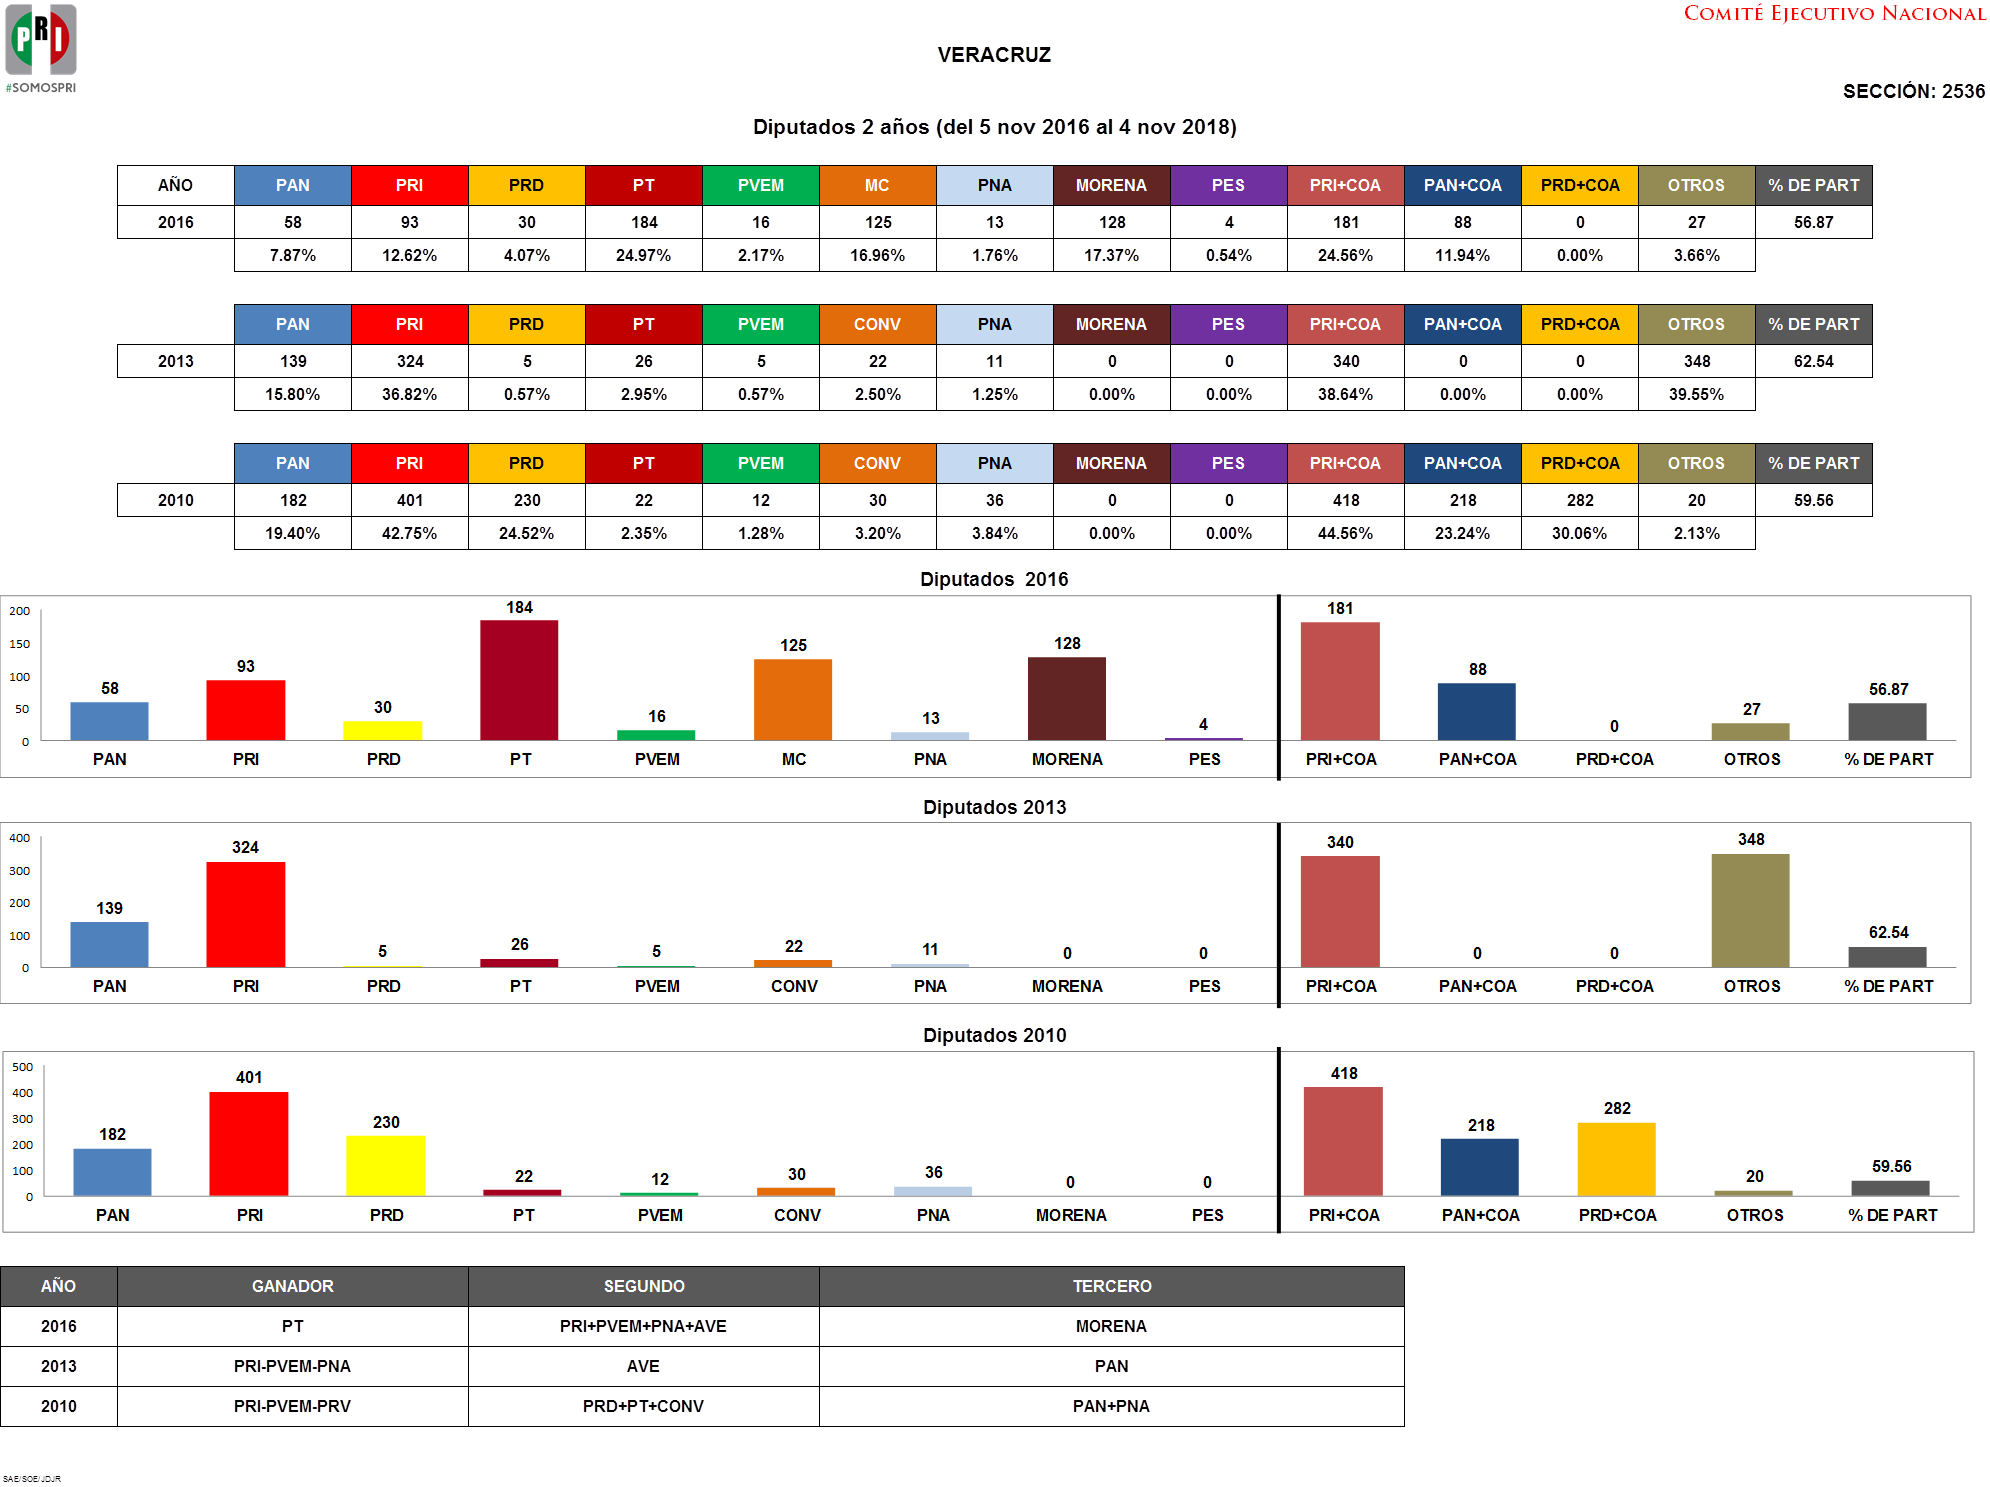 COMITÉ EJECUTIVO NACIONAL
PRI
#SOMOSPRI
VERACRUZ
SECCIÓN: 2536
Diputados 2 años (del 5 nov 2016 al 4 nov 2018)
AÑO PAN PRI PRD PT PVEM MC PNA MORENA PES PRI+COA PAN+COA PRD+COA OTROS % DE PART
2016 58 93 30 184 16 125 13 128 4 181 88 0 27 56.87
7.87% 12.62% 4.07% 24.97% 2.17% 16.96% 1.76% 17.37% 0.54% 24.56% 11.94% 0.00% 3.66%
PAN PRI PRD PT PVEM CONV PNA MORENA PES PRI+COA PAN+COA PRD+COA OTROS % DE PART
2013 139 324 5 26 5 22 11 0 0 340 0 0 348 62.54
15.80% 36.82% 0.57% 2.95% 0.57% 2.50% 1.25% 0.00% 0.00% 38.64% 0.00% 0.00% 39.55%
PAN PRI PRD PT PVEM CONV PNA MORENA PES PRI+COA PAN+COA PRD+COA OTROS % DE PART
2010 182 401 230 22 12 30 36 0 0 418 218 282 20 59.56
19.40% 42.75% 24.52% 2.35% 1.28% 3.20% 3.84% 0.00% 0.00% 44.56% 23.24% 30.06% 2.13%
Diputados 2016
200
150
100
50
0
58 93 30 184 16 125 13 128 4 181 88 0 27 56.87
PAN PRI PRD PT PVEM MC PNA MORENA PES PRI+COA PAN+COA PRD+COA OTROS % DE PART
Diputados 2013
400
300
200
100
0
139 324 5 26 5 22 11 0 0 340 0 0 348 62.54
PAN PRI PRD PT PVEM CONV PNA MORENA PES PRI+COA PAN+COA PRD+COA OTROS % DE PART
Diputados 2010
500
400
300
200
100
0
182 401 230 22 12 30 36 0 0 418 218 282 20 59.56
PAN PRI PRD PT PVEM CONV PNA MORENA PES PRI+COA PAN+COA PRD+COA OTROS % DE PART
AÑO GANADOR SEGUNDO TERCERO
2016 PT PRI+PVEM+PNA+AVE MORENA
2013 PRI-PVEM-PNA AVE PAN
2010 PRI-PVEM-PRV PRD+PT+CONV PAN+PNA
SAE/SOE/JDJR